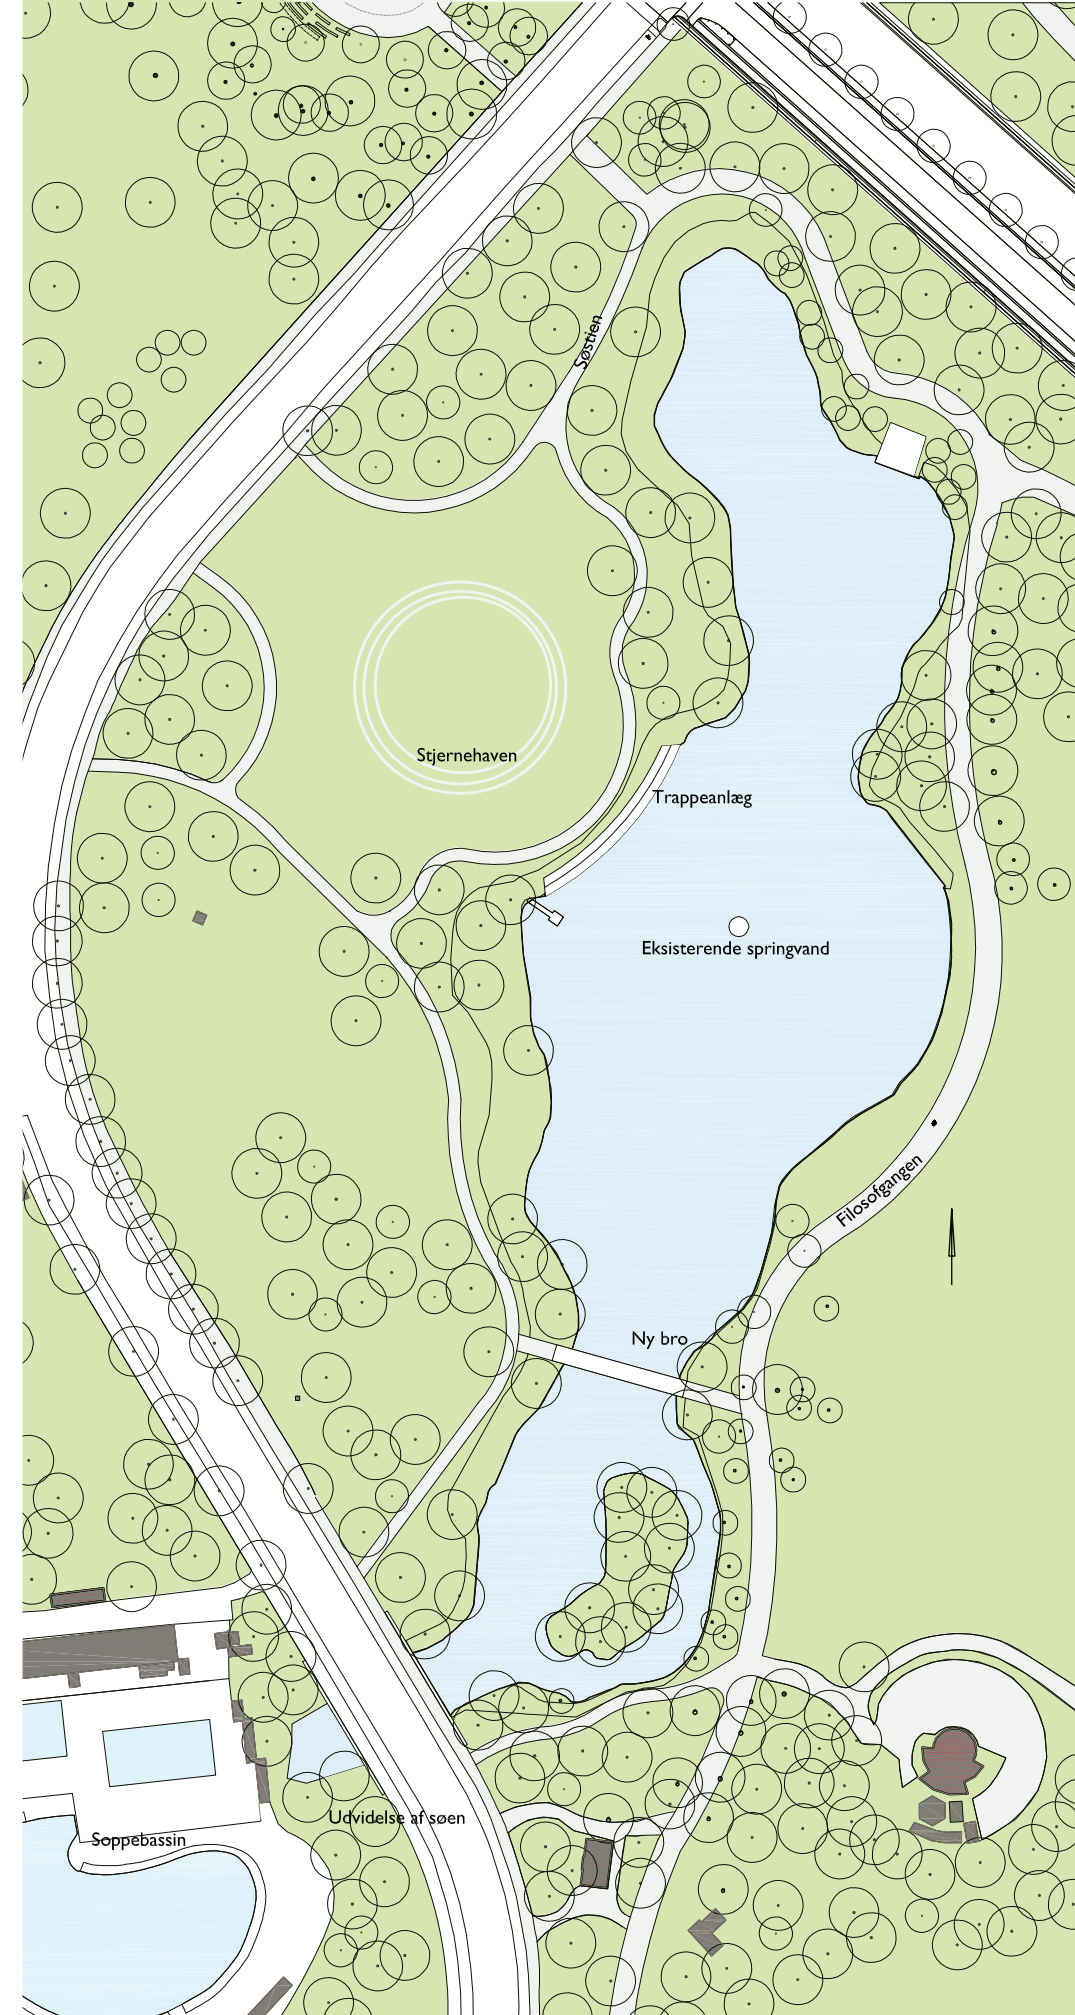 Søstien
Stjernehaven
Trappeanlæg
Eksisterende springvand
Filosofgangen
Ny bro
Udvidelse af søen
Soppebassin